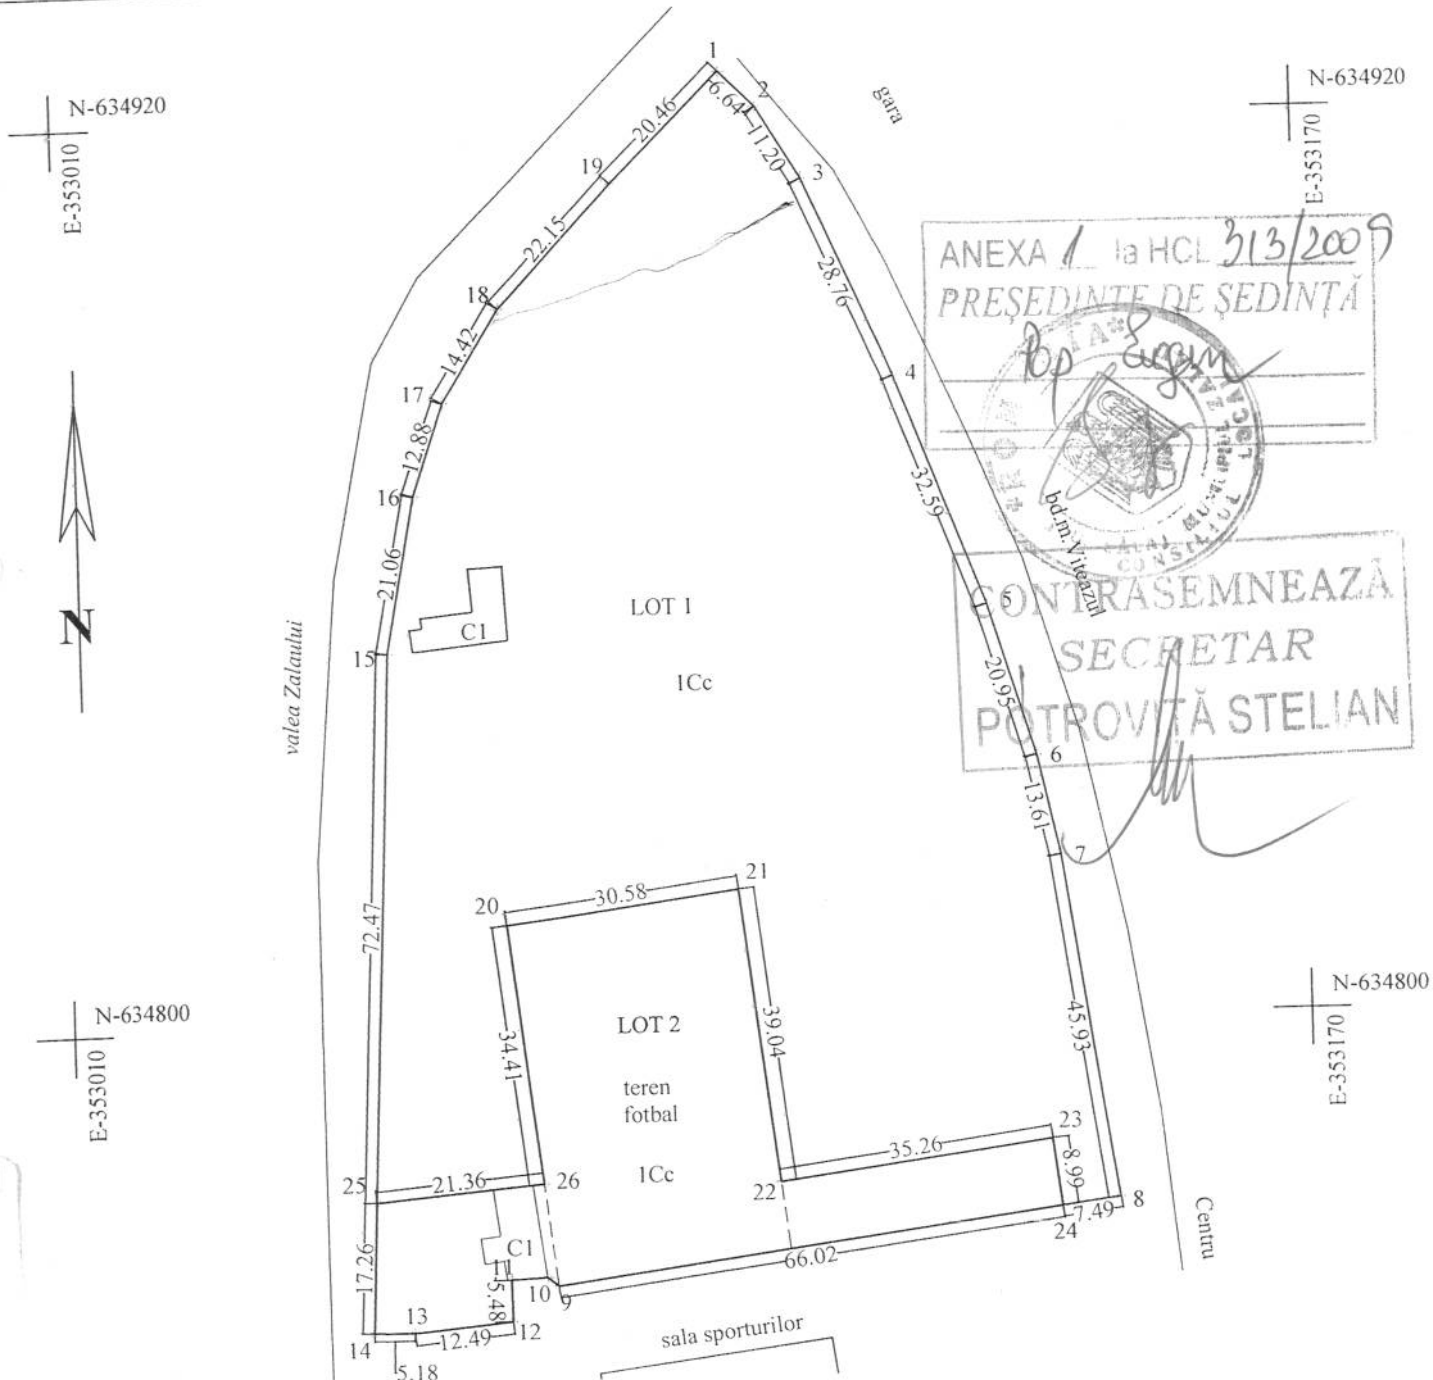 N-634920
E-353010
N-634920
E-353170
gara
1
2
3
4
5
6
7
8
6.64
11.20
28.76
32.59
20.95
13.61
45.93
20.46
19
22.15
18
14.42
17
12.88
16
21.06
15
72.47
ANEXA 1 la HCL 313/2009
PREȘEDINTE DE ȘEDINȚĂ
Pop
bd.m.Viteazul
CONTRASEMNEAZĂ
SECRETAR
POTROVIȚĂ STELIAN
N
valea Zalaului
C1
LOT 1
1Cc
20
30.58
21
34.41
39.04
LOT 2
teren
fotbal
1Cc
N-634800
E-353010
N-634800
E-353170
25
21.36
26
22
35.26
23
8.99
24
7.49
66.02
17.26
C1
5.48
10
9
12
13
12.49
14
5.18
Centru
sala sporturilor